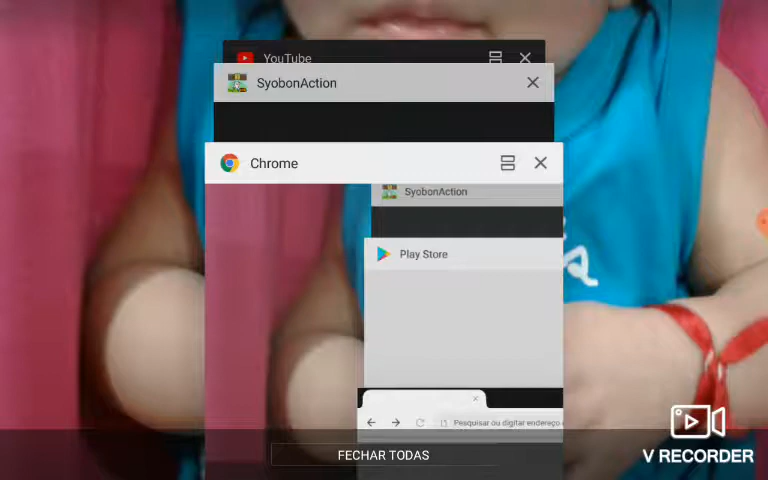 YouTube
SyobonAction
Chrome
SyobonAction
Play Store
Pesquisar ou digitar endereço
FECHAR TODAS
V RECORDER